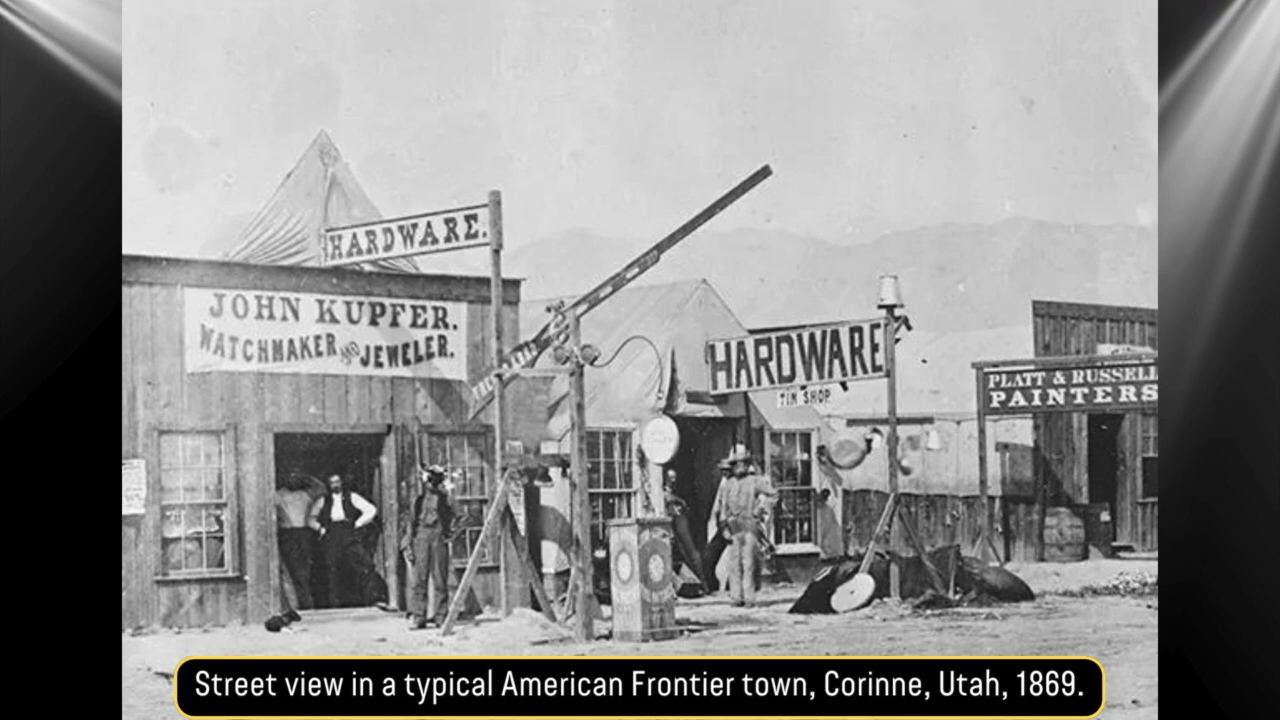 HARDWARE.
JOHN KUPFER.
WATCHMAKER AND JEWELER.
HARDWARE
TIN SHOP.
PLATT & RUSSELL
PAINTERS
Street view in a typical American Frontier town, Corinne, Utah, 1869.